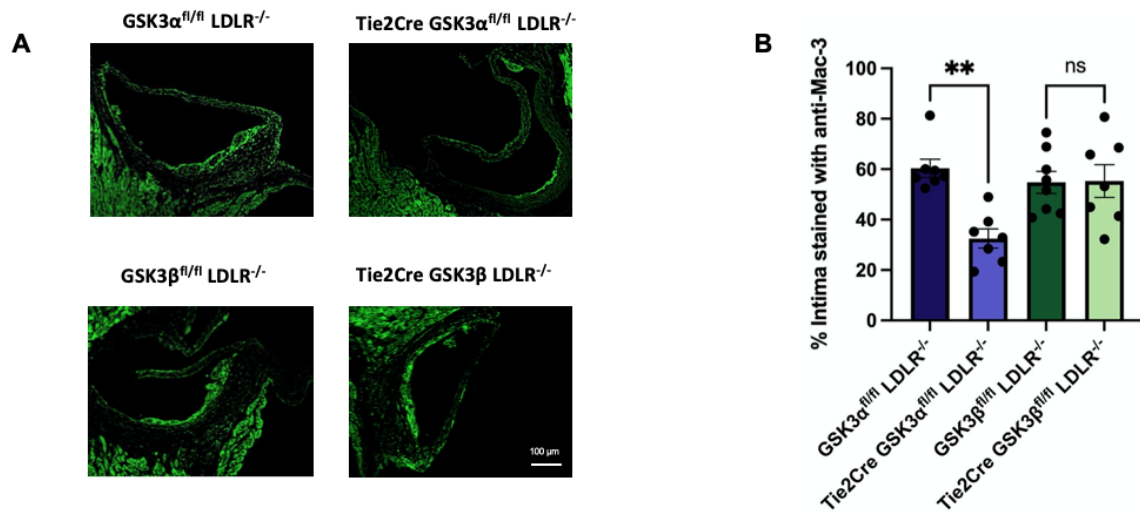 A
GSK3α^fl/fl LDLR^-/-
Tie2Cre GSK3α^fl/fl LDLR^-/-
GSK3β^fl/fl LDLR^-/-
Tie2Cre GSK3β LDLR^-/-
100 µm
B
% Intima stained with anti-Mac-3
100
80
60
40
20
0
**
ns
GSK3α^fl/fl LDLR^-/-
Tie2Cre GSK3α^fl/fl LDLR^-/-
GSK3β^fl/fl LDLR^-/-
Tie2Cre GSK3β^fl/fl LDLR^-/-